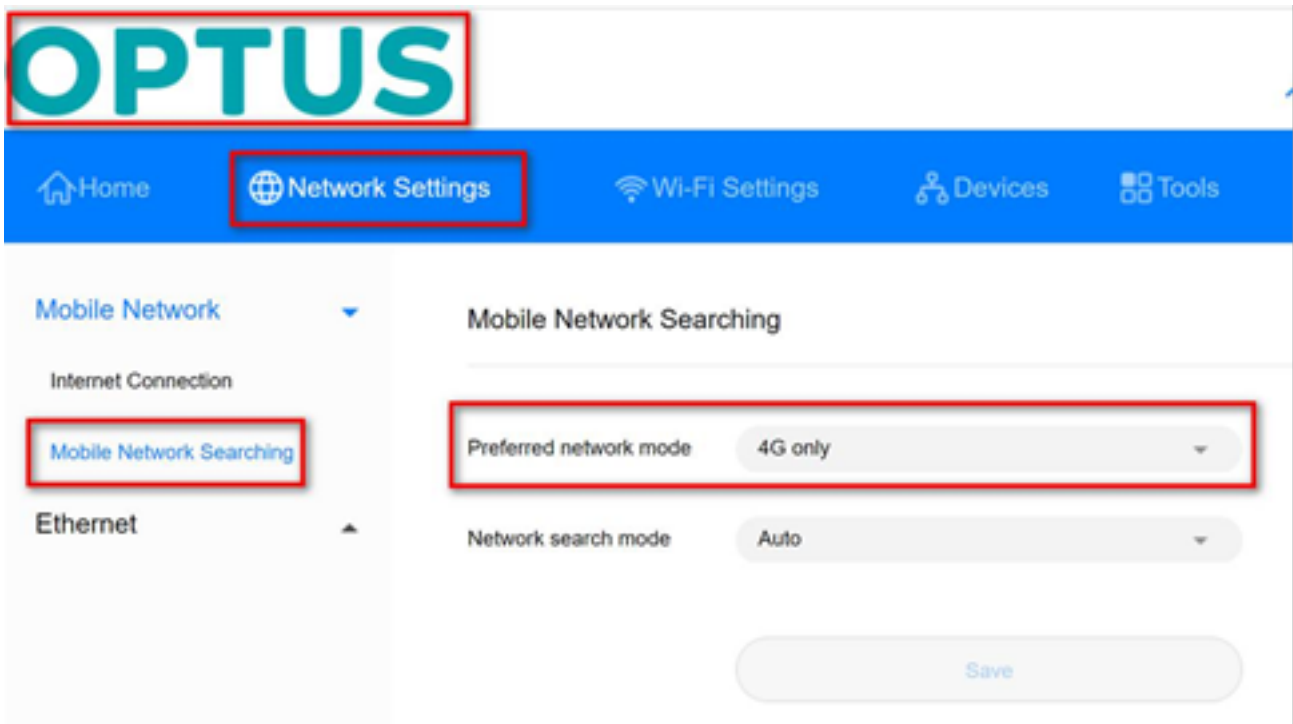 OPTUS
Home Network Settings Wi-Fi Settings Devices Tools
Mobile Network
Internet Connection
Mobile Network Searching
Ethernet
Mobile Network Searching
Preferred network mode 4G only
Network search mode Auto
Save